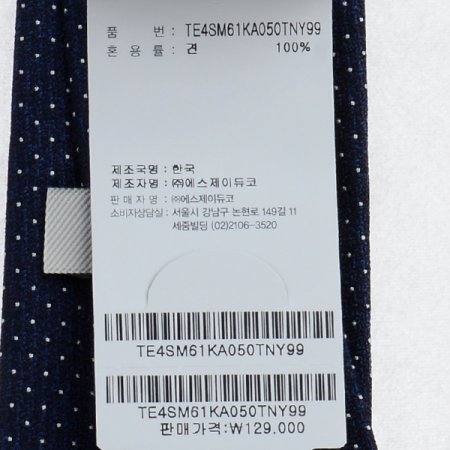 품 번 : TE4SM61KA050TNY99
혼 용 률 : 견 100%
제조국명 : 한국
제조자명 : ㈜에스제이듀코
판 매 자 명 : ㈜에스제이듀코
소비자상담실 : 서울시 강남구 논현로 149길 11
세중빌딩 (02)2106-3520
TE4SM61KA050TNY99
TE4SM61KA050TNY99
판매가격:₩129,000